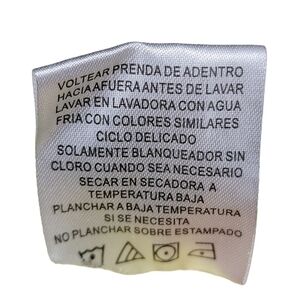 VOLTEAR PRENDA DE ADENTRO
HACIA AFUERA ANTES DE LAVAR
LAVAR EN LAVADORA CON AGUA
FRIA CON COLORES SIMILARES
CICLO DELICADO
SOLAMENTE BLANQUEADOR SIN
CLORO CUANDO SEA NECESARIO
SECAR EN SECADORA A
TEMPERATURA BAJA
PLANCHAR A BAJA TEMPERATURA
SI SE NECESITA
NO PLANCHAR SOBRE ESTAMPADO